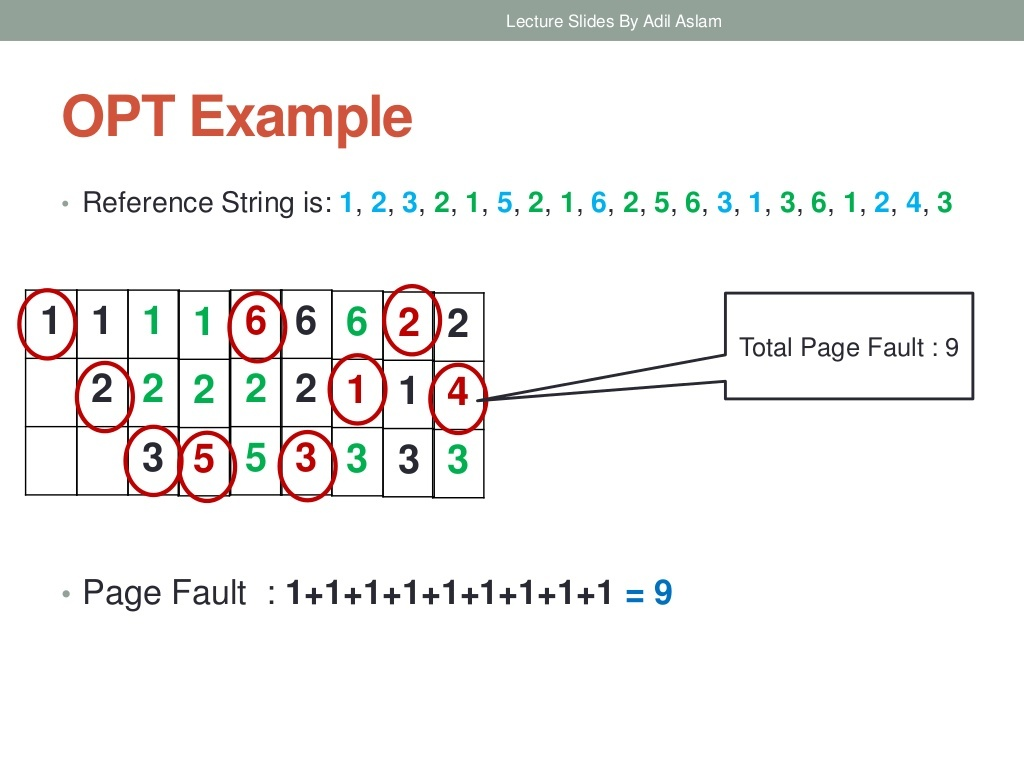 Lecture Slides By Adil Aslam
OPT Example
• Reference String is: 1, 2, 3, 2, 1, 5, 2, 1, 6, 2, 5, 6, 3, 1, 3, 6, 1, 2, 4, 3
1 1 1 1 6 6 6 2 2
2 2 2 2 2 1 1 4
3 5 5 3 3 3 3
Total Page Fault : 9
• Page Fault : 1+1+1+1+1+1+1+1+1 = 9